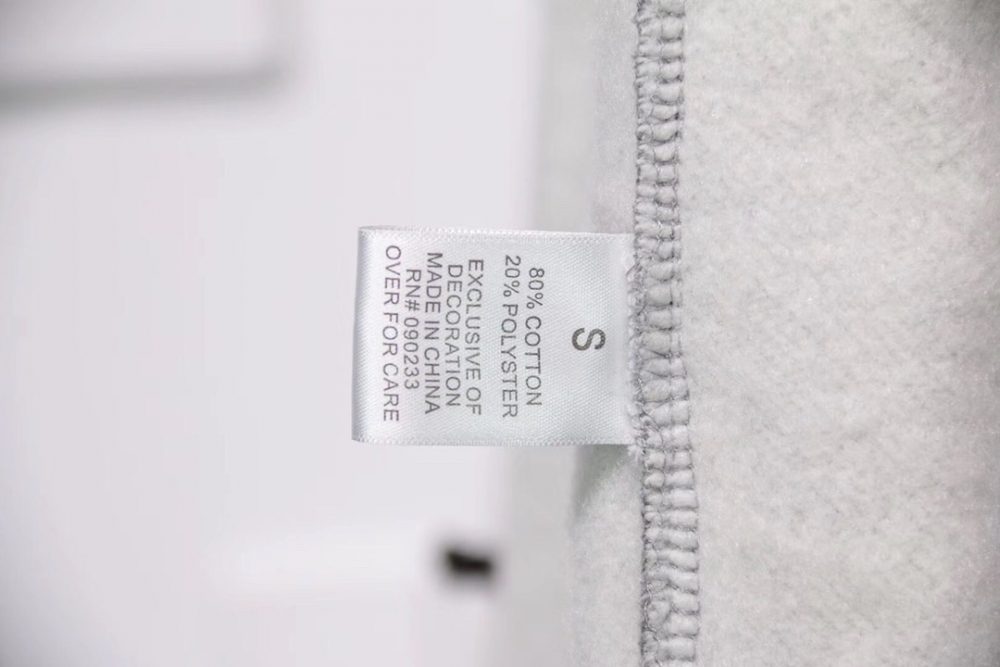 S
80% COTTON
20% POLYSTER
EXCLUSIVE OF
DECORATION
MADE IN CHINA
RN# 090233
OVER FOR CARE